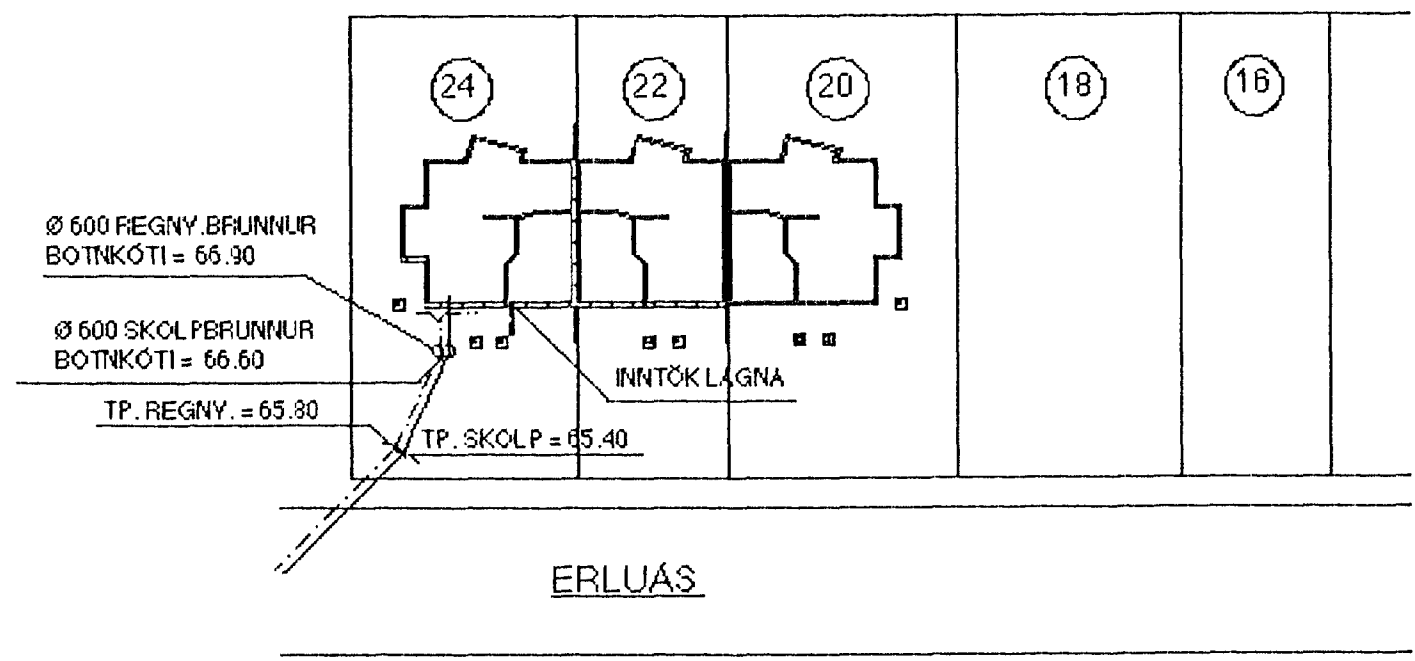 24
22
20
18
16
Ø 600 REGNY.BRUNNUR
BOTNKÓTI = 66.90
Ø 600 SKOLPBRUNNUR
BOTNKÓTI = 66.60
INNTÖK LAGNA
TP. REGNY. = 65.80
TP. SKOLP = 65.40
ERLUÁS